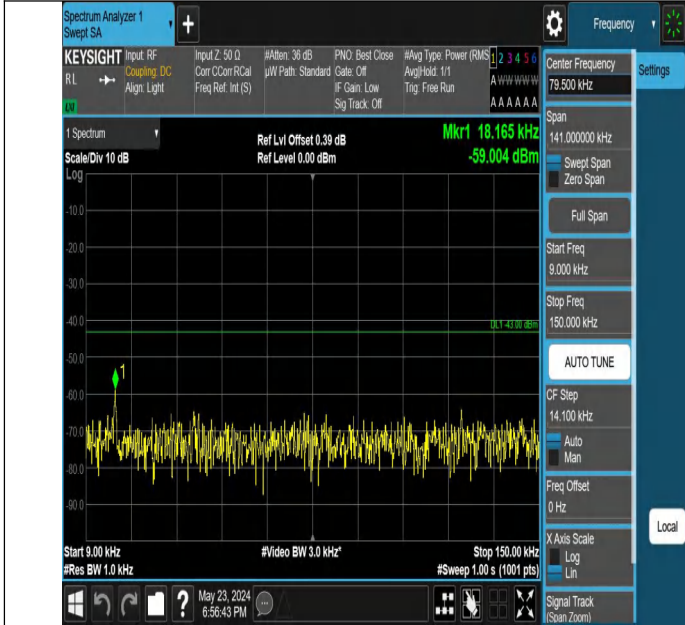 Spectrum Analyzer 1
Swept SA
+
Frequency
KEYSIGHT
RL
Input: RF
Coupling: DC
Align: Light
Input Z: 50 Ω
Corr CCorr RCal
Freq Ref: Int (S)
#Atten: 36 dB
µW Path: Standard
PNO: Best Close
Gate: Off
IF Gain: Low
Sig Track: Off
#Avg Type: Power (RMS
Avg|Hold: 1/1
Trig: Free Run
1 2 3 4 5 6
A W W W W W
A A A A A A
1 Spectrum
Scale/Div 10 dB
Log
Ref Lvl Offset 0.39 dB
Ref Level 0.00 dBm
Mkr1 18.165 kHz
-59.004 dBm
-10.0
-20.0
-30.0
-40.0
DL1 -43.00 dBm
-50.0
1
-60.0
-70.0
-80.0
-90.0
Start 9.00 kHz
#Res BW 1.0 kHz
#Video BW 3.0 kHz*
Stop 150.00 kHz
#Sweep 1.00 s (1001 pts)
?
May 23, 2024
6:56:43 PM
Center Frequency
79.500 kHz
Settings
Span
141.000000 kHz
Swept Span
Zero Span
Full Span
Start Freq
9.000 kHz
Stop Freq
150.000 kHz
AUTO TUNE
CF Step
14.100 kHz
Auto
Man
Freq Offset
0 Hz
X Axis Scale
Log
Lin
Local
Signal Track
(Span Zoom)